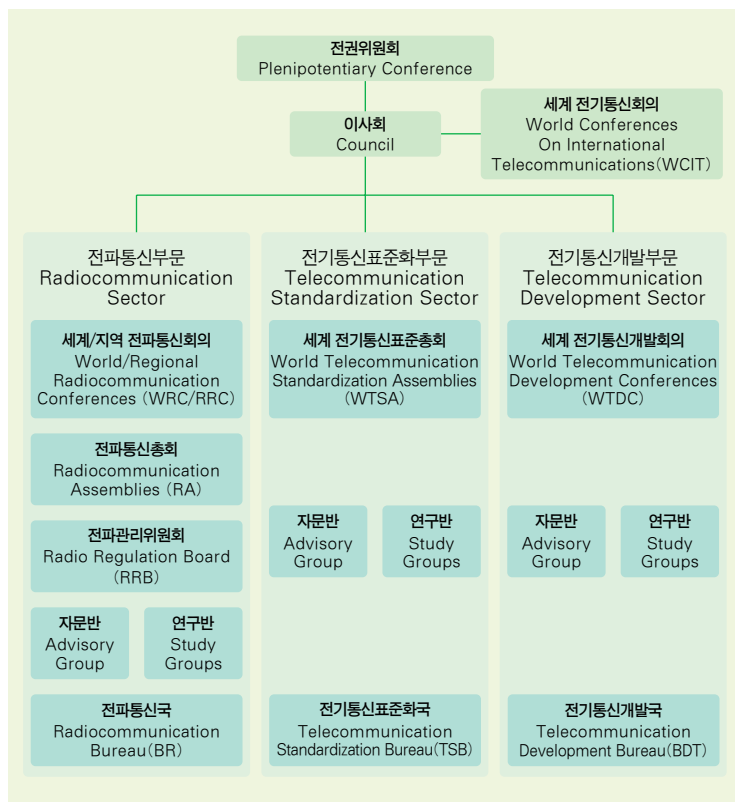 전권위원회
Plenipotentiary Conference
이사회
Council
세계 전기통신회의
World Conferences
On International
Telecommunications(WCIT)
전파통신부문
Radiocommunication
Sector
세계/지역 전파통신회의
World/Regional
Radiocommunication
Conferences (WRC/RRC)
전파통신총회
Radiocommunication
Assemblies (RA)
전파관리위원회
Radio Regulation Board
(RRB)
자문반
Advisory
Group
연구반
Study
Groups
전파통신국
Radiocommunication
Bureau(BR)
전기통신표준화부문
Telecommunication
Standardization Sector
세계 전기통신표준총회
World Telecommunication
Standardization Assemblies
(WTSA)
자문반
Advisory
Group
연구반
Study
Groups
전기통신표준화국
Telecommunication
Standardization Bureau(TSB)
전기통신개발부문
Telecommunication
Development Sector
세계 전기통신개발회의
World Telecommunication
Development Conferences
(WTDC)
자문반
Advisory
Group
연구반
Study
Groups
전기통신개발국
Telecommunication
Development Bureau(BDT)